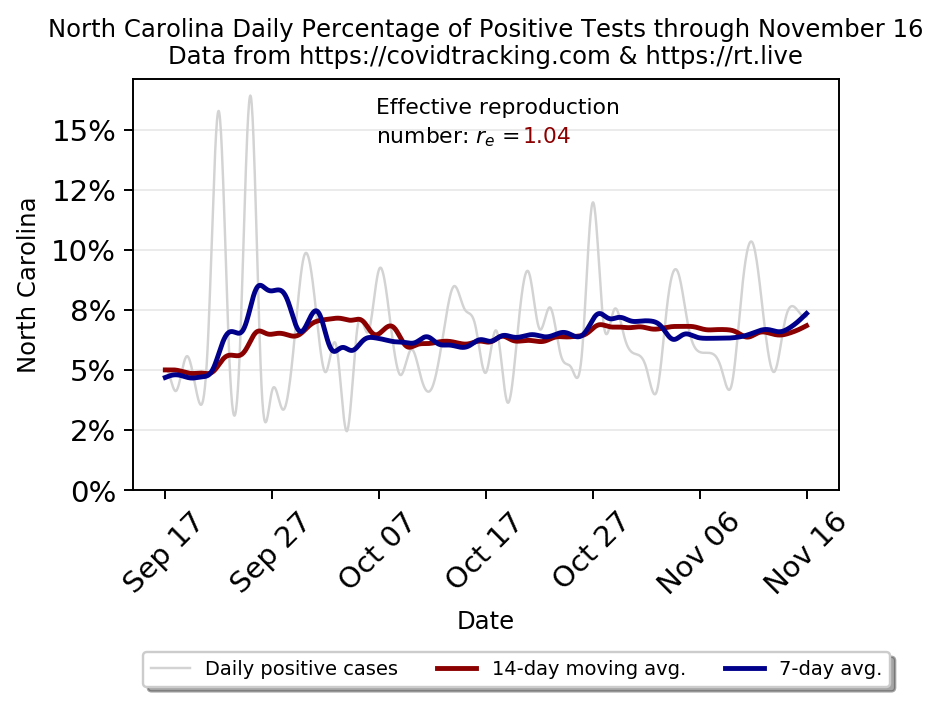 North Carolina Daily Percentage of Positive Tests through November 16
Data from https://covidtracking.com & https://rt.live
Effective reproduction
number: rₑ =1.04
North Carolina
15%
12%
10%
8%
5%
2%
0%
Sep 17
Sep 27
Oct 07
Oct 17
Oct 27
Nov 06
Nov 16
Date
Daily positive cases
14-day moving avg.
7-day avg.